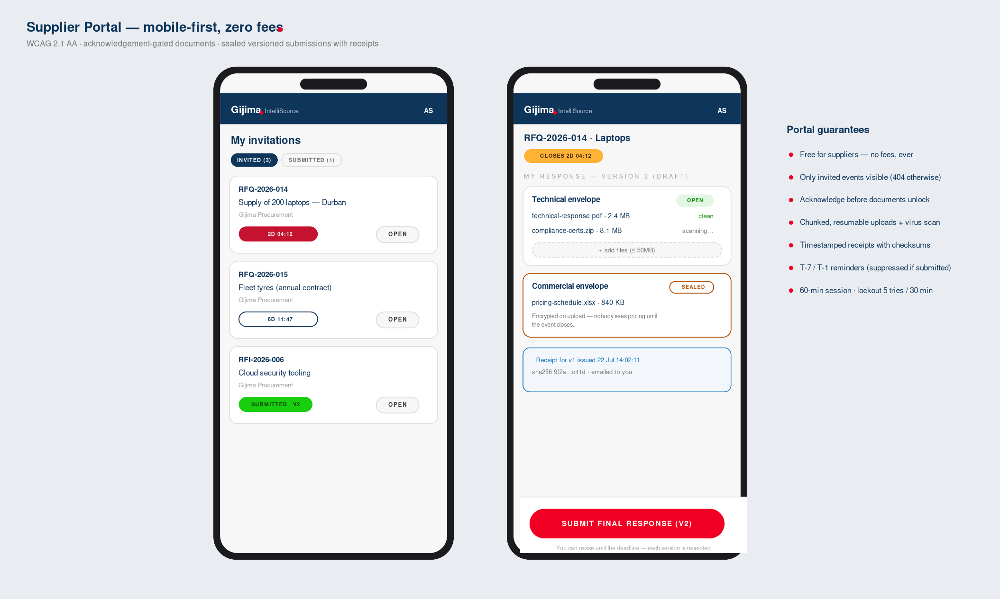 Supplier Portal — mobile-first, zero fees
WCAG 2.1 AA · acknowledgement-gated documents · sealed versioned submissions with receipts
Gijima IntelliSource AS
My invitations
INVITED (3) SUBMITTED (1)
RFQ-2026-014
Supply of 200 laptops — Durban
Gijima Procurement
2D 04:12 OPEN
RFQ-2026-015
Fleet tyres (annual contract)
Gijima Procurement
6D 11:47 OPEN
RFI-2026-006
Cloud security tooling
Gijima Procurement
SUBMITTED V2 OPEN
Gijima IntelliSource AS
RFQ-2026-014 · Laptops
CLOSES 2D 04:12
MY RESPONSE — VERSION 2 (DRAFT)
Technical envelope OPEN
technical-response.pdf · 2.4 MB clean
compliance-certs.zip · 8.1 MB scanning...
+ add files (≤ 50MB)
Commercial envelope SEALED
pricing-schedule.xlsx · 840 KB
Encrypted on upload — nobody sees pricing until
the event closes.
Receipt for v1 issued 22 Jul 14:02:11
sha256 9f2a...c41d · emailed to you
SUBMIT FINAL RESPONSE (V2)
You can revise until the deadline — each version is receipted
Portal guarantees
Free for suppliers — no fees, ever
Only invited events visible (404 otherwise)
Acknowledge before documents unlock
Chunked, resumable uploads + virus scan
Timestamped receipts with checksums
T-7 / T-1 reminders (suppressed if submitted)
60-min session · lockout 5 tries / 30 min